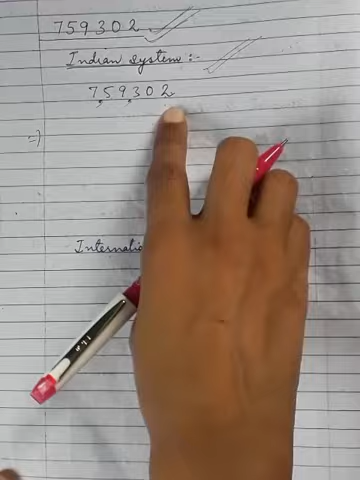 759302
Indian system :-
7,59,302
=)